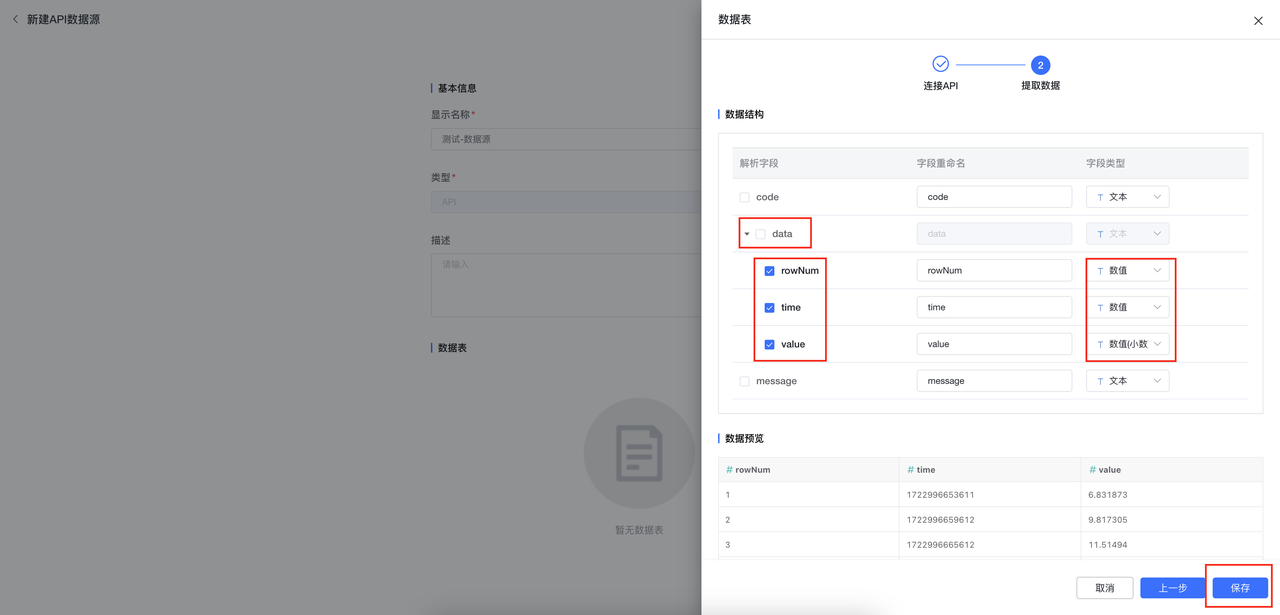 新建API数据源
基本信息
显示名称*
测试-数据源
类型*
API
描述
请输入
数据表
暂无数据表
数据表
2
连接API
提取数据
数据结构
解析字段 字段重命名 字段类型
code code T 文本
data data T 文本
rowNum rowNum T 数值
time time T 数值
value value T 数值(小数
message message T 文本
数据预览
# rowNum # time # value
1 1722996653611 6.831873
2 1722996659612 9.817305
3 1722996665612 11.51494
取消 上一步 保存